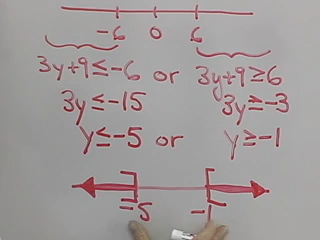 -6 0 6
3y+9≤-6 or 3y+9≥6
3y≤-15 3y≥-3
y≤-5 or y≥-1
-5 -1